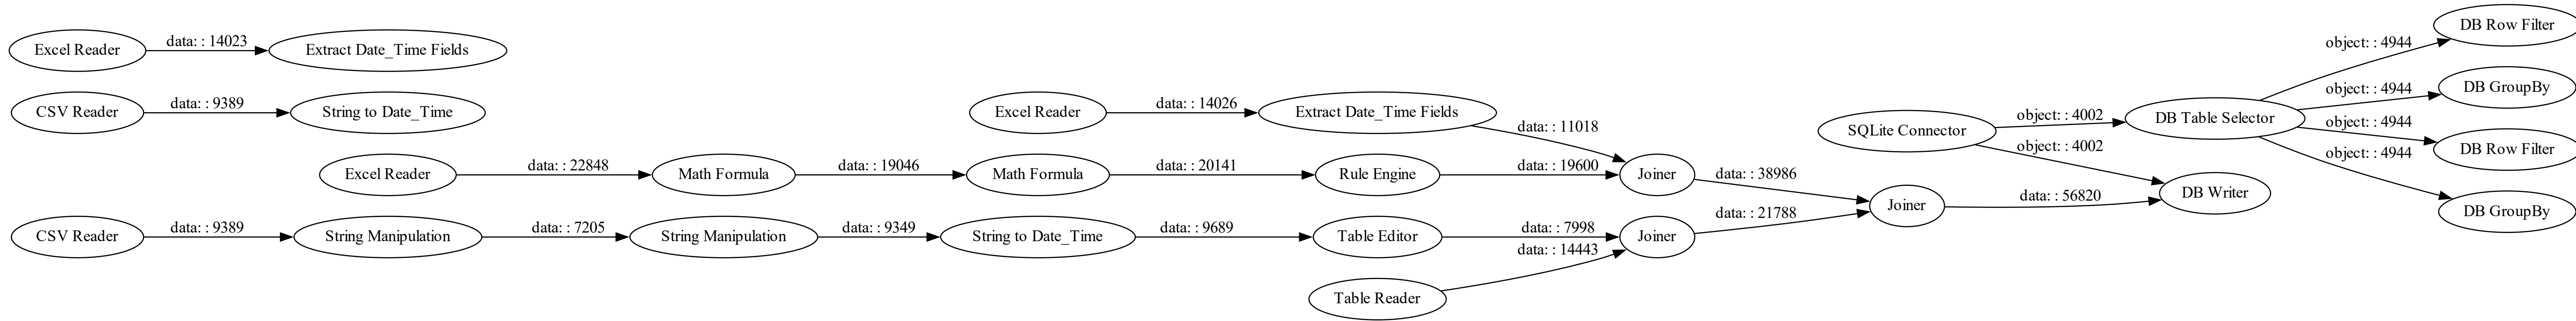 Excel Reader
data: : 14023
Extract Date_Time Fields
CSV Reader
data: : 9389
String to Date_Time
Excel Reader
data: : 14026
Extract Date_Time Fields
data: : 11018
Excel Reader
data: : 22848
Math Formula
data: : 19046
Math Formula
data: : 20141
Rule Engine
data: : 19600
Joiner
data: : 38986
CSV Reader
data: : 9389
String Manipulation
data: : 7205
String Manipulation
data: : 9349
String to Date_Time
data: : 9689
Table Editor
data: : 7998
Joiner
data: : 21788
Table Reader
data: : 14443
Joiner
data: : 56820
SQLite Connector
object: : 4002
object: : 4002
DB Table Selector
DB Writer
object: : 4944
DB Row Filter
object: : 4944
DB GroupBy
object: : 4944
DB Row Filter
object: : 4944
DB GroupBy